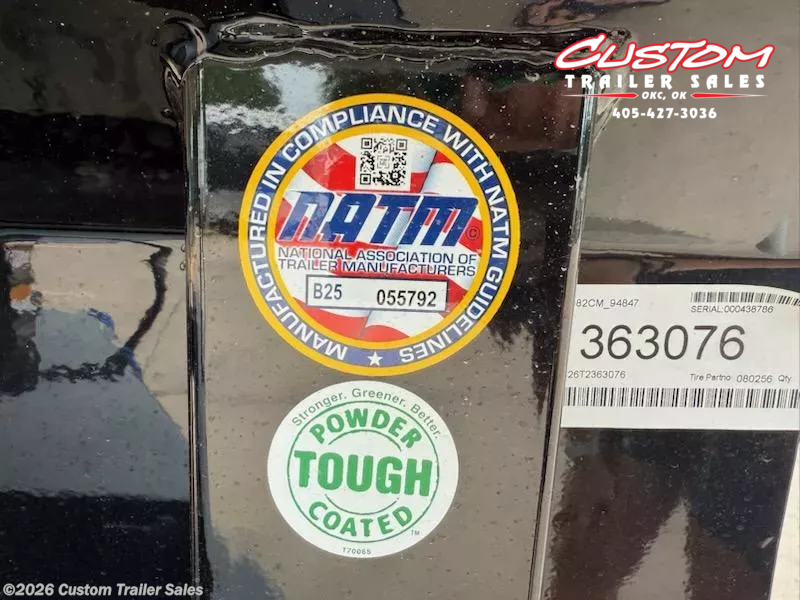 CUSTOM
TRAILER SALES
OKC, OK
405-427-3036
MANUFACTURED IN COMPLIANCE WITH NATM GUIDELINES
NATM
NATIONAL ASSOCIATION OF
TRAILER MANUFACTURERS
B25 055792
82CM_94847
SERIAL:000438786
363076
26T2363076 Tire Partno 080256 Qty
Stronger. Greener. Better.
POWDER
TOUGH
COATED
™
T70065
©2026 Custom Trailer Sales